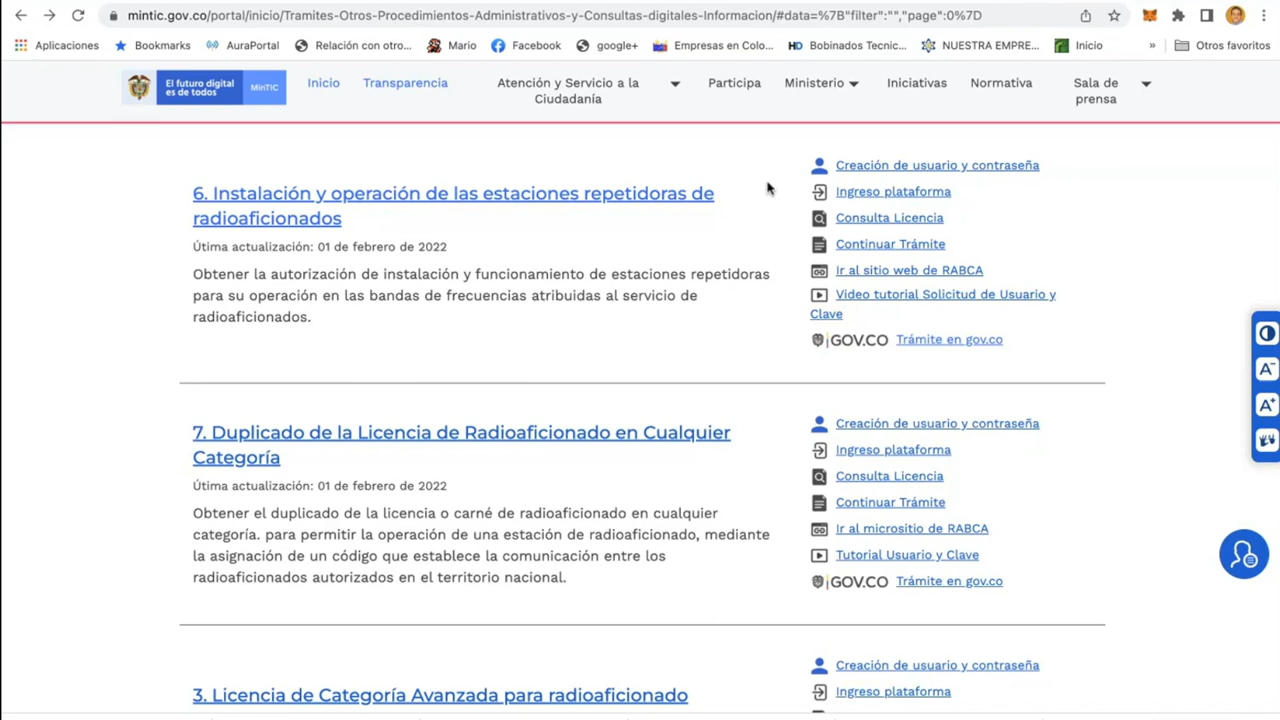 mintic.gov.co/portal/inicio/Tramites-Otros-Procedimientos-Administrativos-y-Consultas-digitales-Informacion/#data=%7B"filter":"","page":0%7D
Aplicaciones Bookmarks AuraPortal Relación con otro... Mario Facebook google+ Empresas en Colo... HD Bobinados Tecnic... NUESTRA EMPRE... Inicio » Otros favoritos
El futuro digital
es de todos
MinTIC
Inicio Transparencia Atención y Servicio a la
Ciudadanía
Participa Ministerio Iniciativas Normativa Sala de
prensa
6. Instalación y operación de las estaciones repetidoras de
radioaficionados
Útima actualización: 01 de febrero de 2022
Obtener la autorización de instalación y funcionamiento de estaciones repetidoras
para su operación en las bandas de frecuencias atribuidas al servicio de
radioaficionados.
Creación de usuario y contraseña
Ingreso plataforma
Consulta Licencia
Continuar Trámite
Ir al sitio web de RABCA
Video tutorial Solicitud de Usuario y
Clave
GOV.CO Trámite en gov.co
7. Duplicado de la Licencia de Radioaficionado en Cualquier
Categoría
Útima actualización: 01 de febrero de 2022
Obtener el duplicado de la licencia o carné de radioaficionado en cualquier
categoría. para permitir la operación de una estación de radioaficionado, mediante
la asignación de un código que establece la comunicación entre los
radioaficionados autorizados en el territorio nacional.
Creación de usuario y contraseña
Ingreso plataforma
Consulta Licencia
Continuar Trámite
Ir al micrositio de RABCA
Tutorial Usuario y Clave
GOV.CO Trámite en gov.co
3. Licencia de Categoría Avanzada para radioaficionado
Creación de usuario y contraseña
Ingreso plataforma
A-
A+